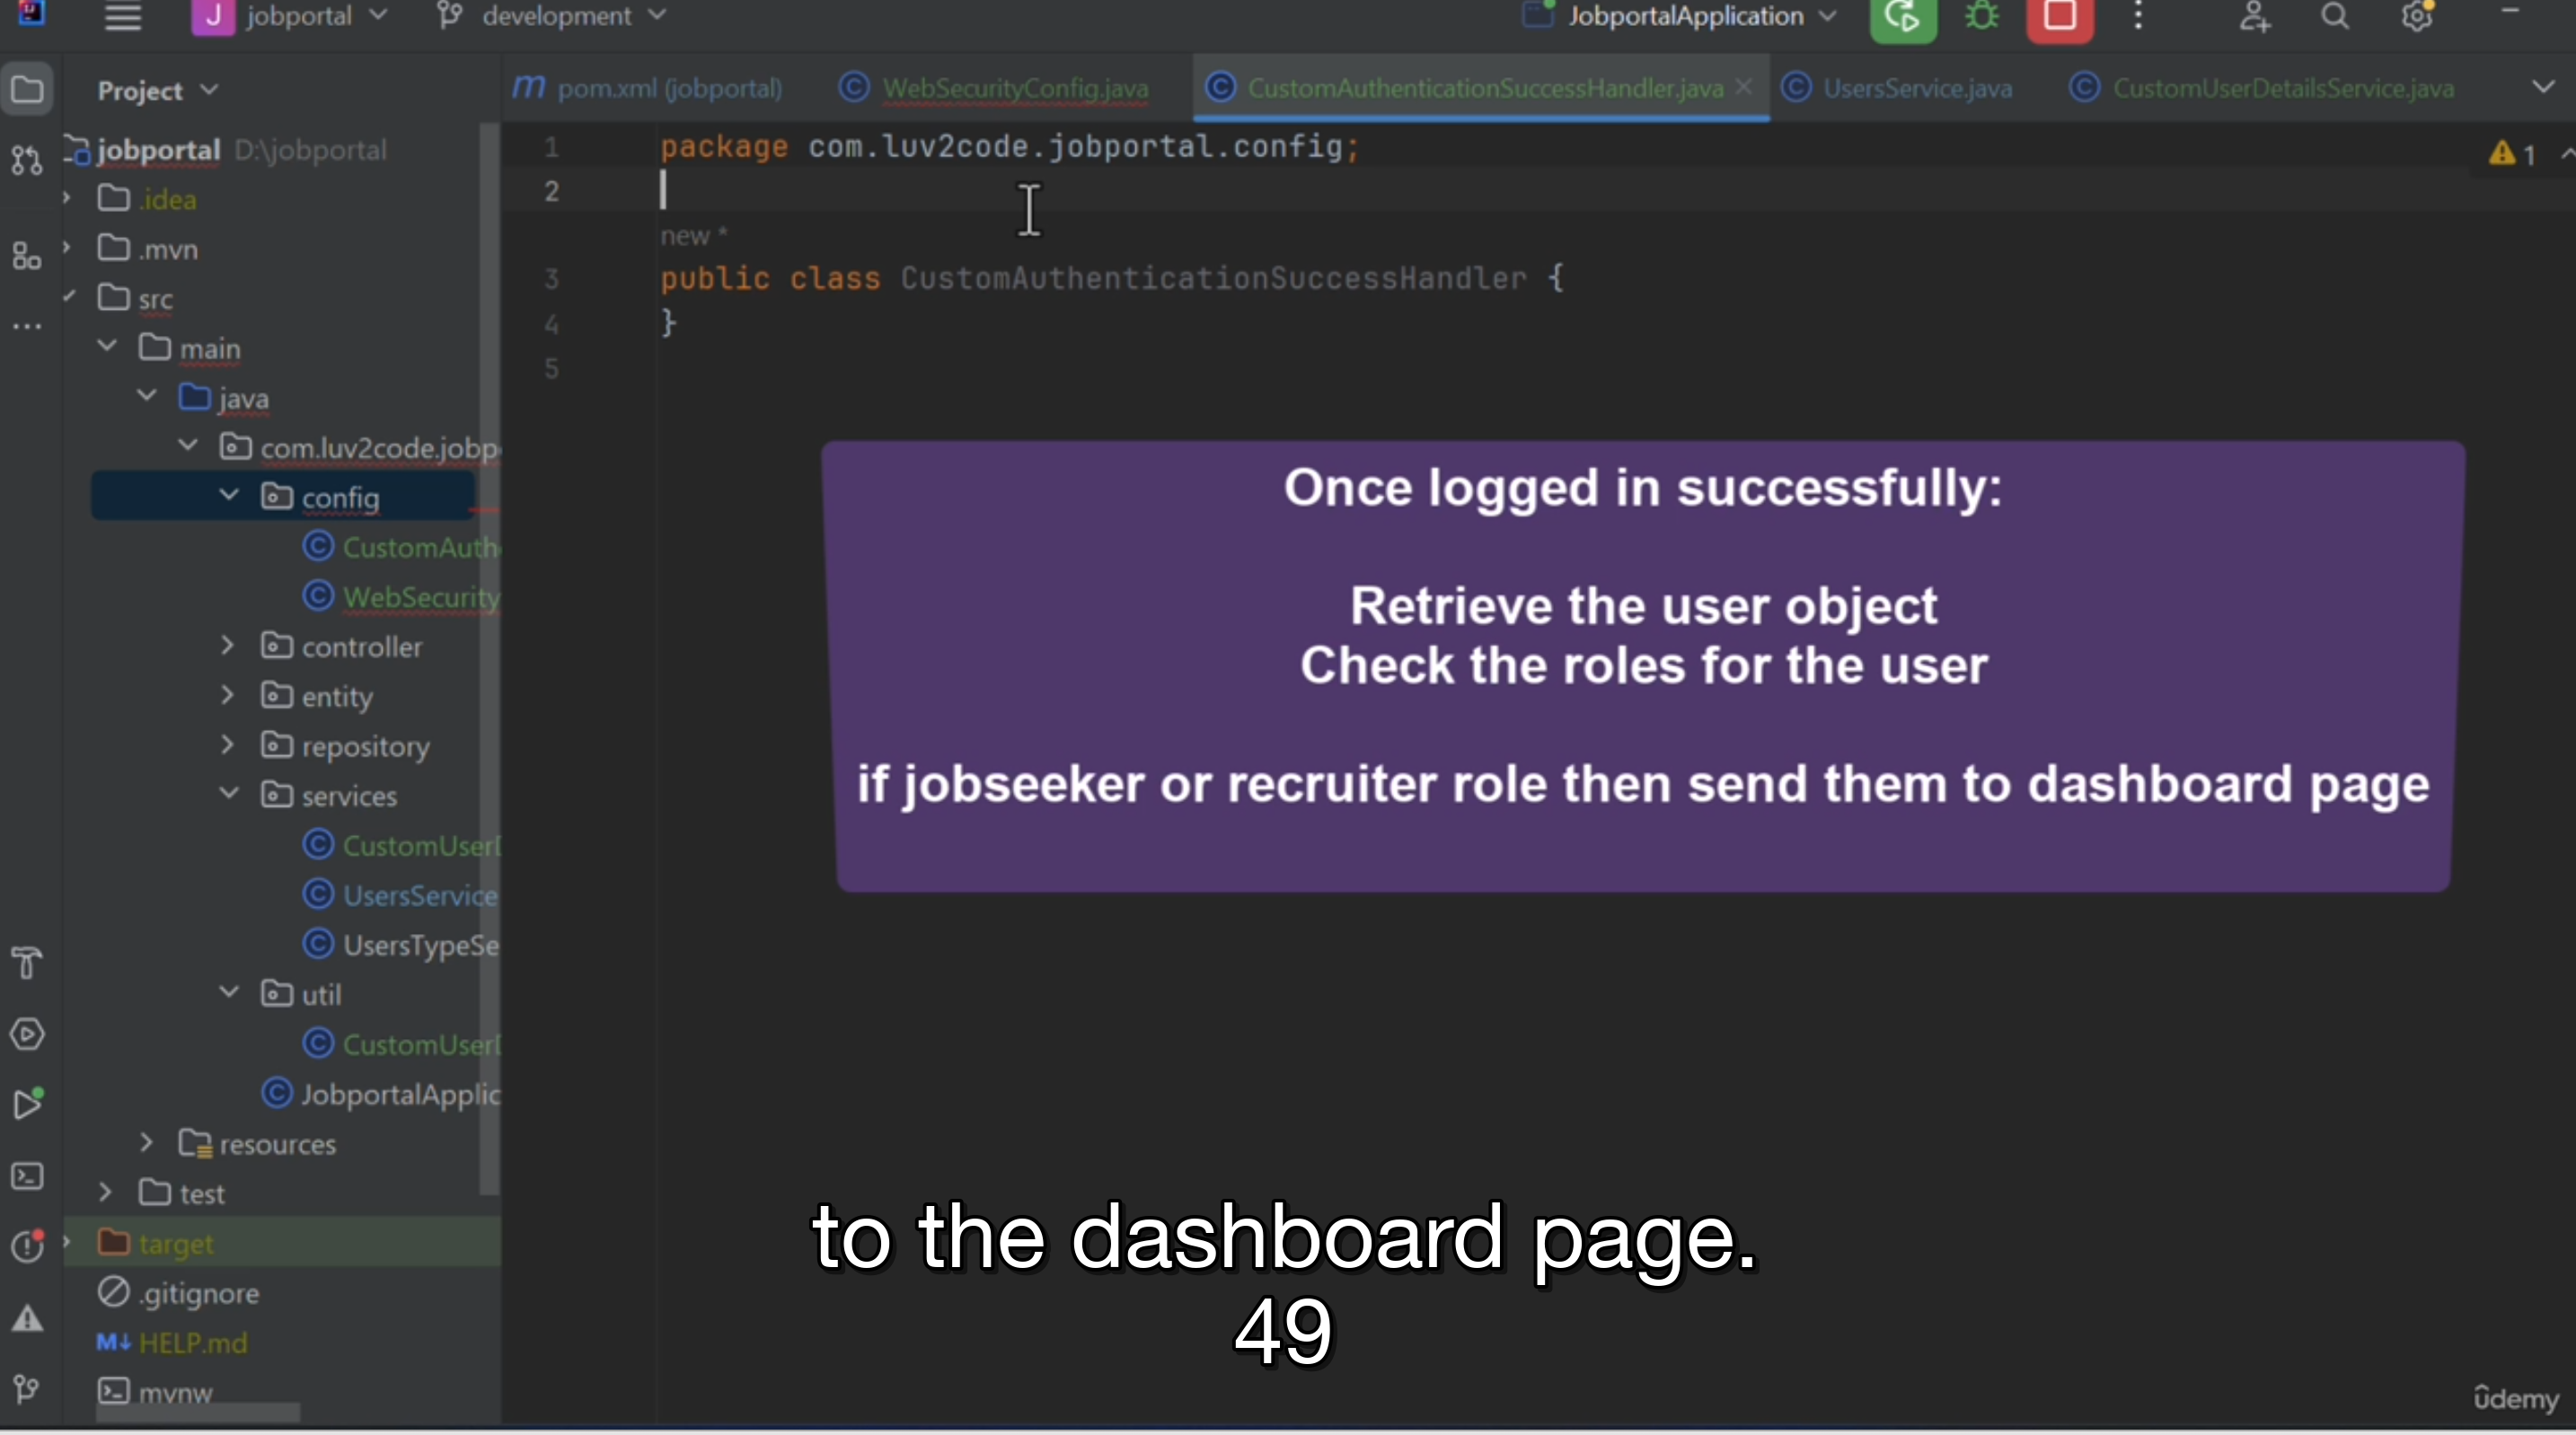 jobportal
development
JobportalApplication
Project
pom.xml (jobportal)
WebSecurityConfig.java
CustomAuthenticationSuccessHandler.java
UsersService.java
CustomUserDetailsService.java
jobportal D:\jobportal
.idea
.mvn
src
main
java
com.luv2code.jobp
config
CustomAuth
WebSecurity
controller
entity
repository
services
CustomUserD
UsersService
UsersTypeSe
util
CustomUserD
JobportalApplic
resources
test
target
.gitignore
HELP.md
mvnw
1 package com.luv2code.jobportal.config;
2
new *
3 public class CustomAuthenticationSuccessHandler {
4 }
5
1
Once logged in successfully:
Retrieve the user object
Check the roles for the user
if jobseeker or recruiter role then send them to dashboard page
to the dashboard page.
49
ûdemy